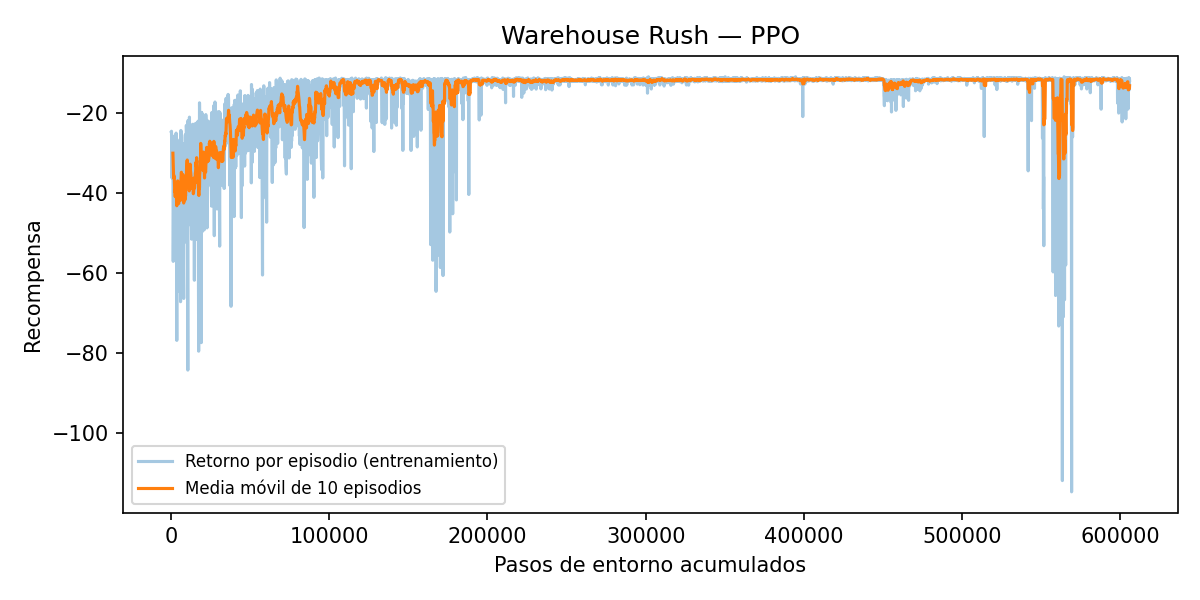 Warehouse Rush — PPO
Recompensa
−20
−40
−60
−80
−100
Retorno por episodio (entrenamiento)
Media móvil de 10 episodios
0
100000
200000
300000
400000
500000
600000
Pasos de entorno acumulados